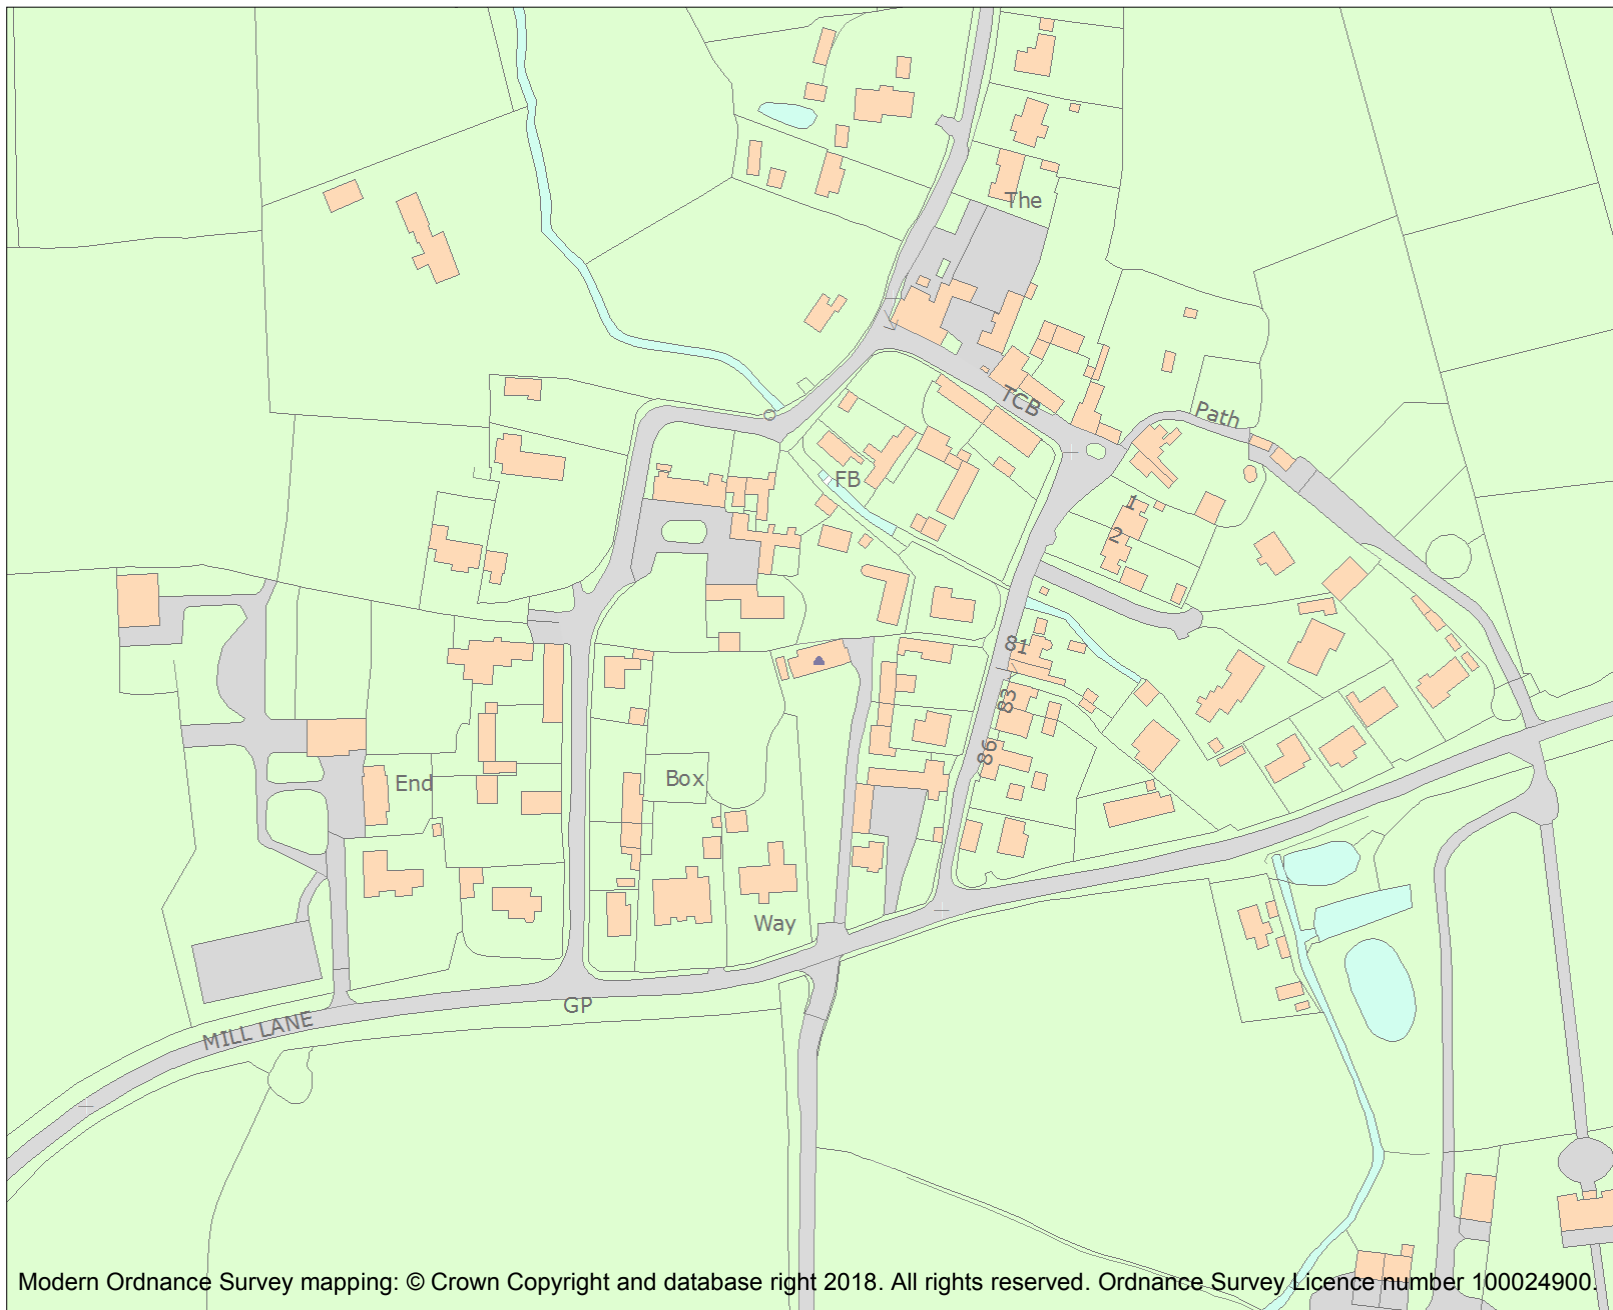 The
TCB
Path
FB
1
2
81
83
86
End
Box
Way
GP
MILL LANE
Modern Ordnance Survey mapping: © Crown Copyright and database right 2018. All rights reserved. Ordnance Survey Licence number 100024900.